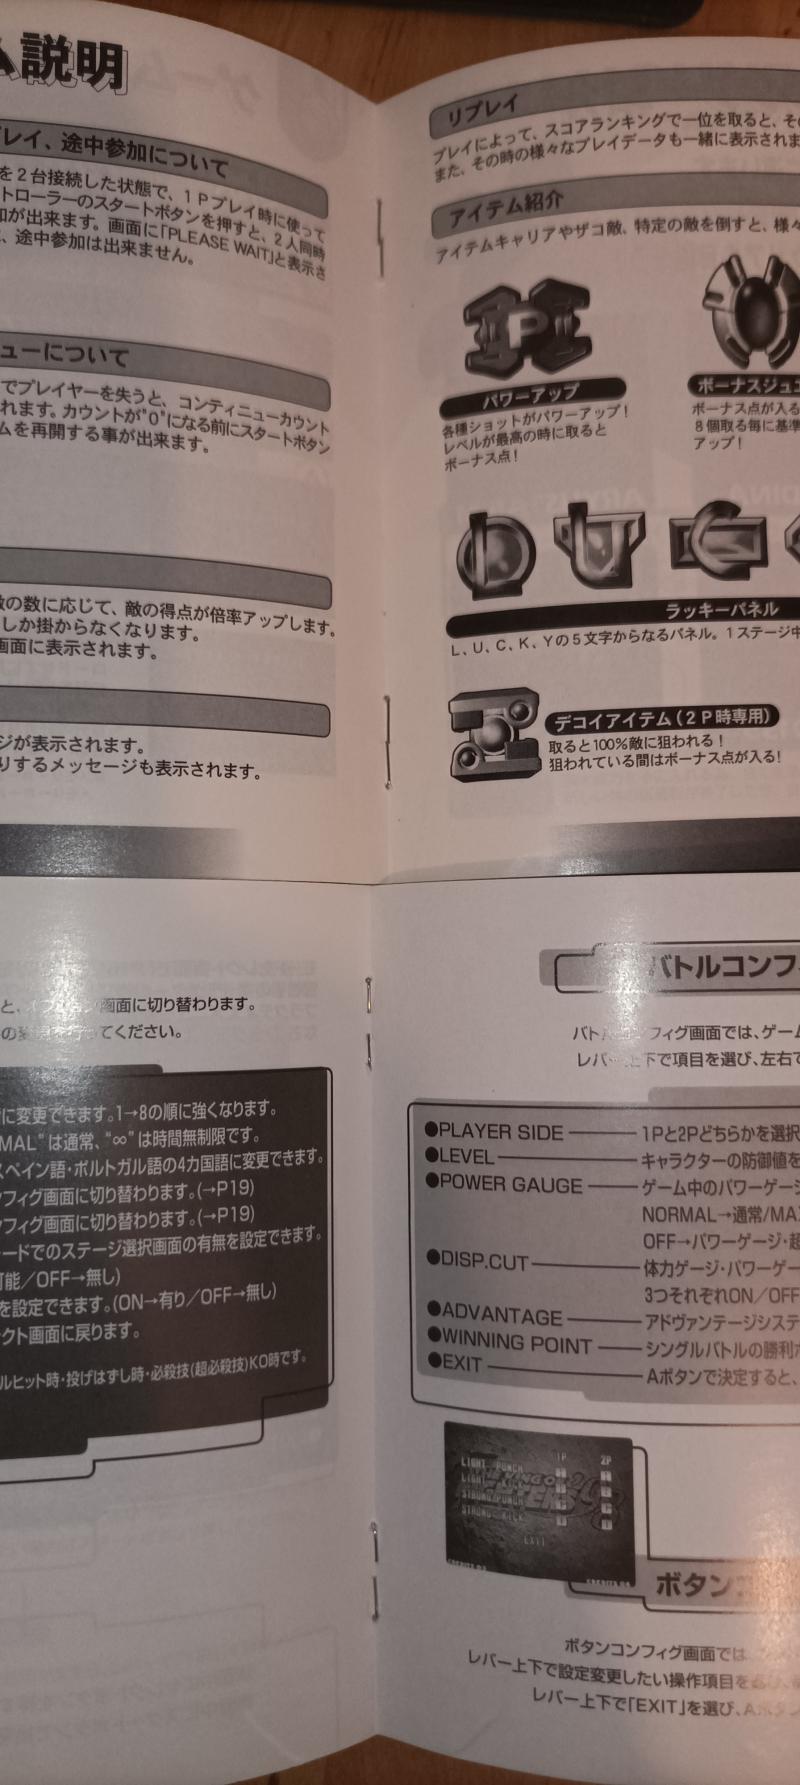 ム説明
レイ、途中参加について
を2台接続した状態で、1Pプレイ時に使って
トローラーのスタートボタンを押すと、2人同時
加が出来ます。画面に「PLEASE WAIT」と表示さ
、途中参加は出来ません。
ューについて
でプレイヤーを失うと、コンティニューカウント
れます。カウントが"0"になる前にスタートボタン
ムを再開する事が出来ます。
数の数に応じて、敵の得点が倍率アップします。
しか掛からなくなります。
画面に表示されます。
ジが表示されます。
りするメッセージも表示されます。
リプレイ
プレイによって、スコアランキングで一位を取ると、その
また、その時の様々なプレイデータも一緒に表示されま
アイテム紹介
アイテムキャリアやザコ敵、特定の敵を倒すと、様々
P
パワーアップ
各種ショットがパワーアップ!
レベルが最高の時に取ると
ボーナス点!
ボーナスジュエ
ボーナス点が入る
8個取る毎に基準
アップ!
ラッキーパネル
L、U、C、K、Yの5文字からなるパネル。1ステージ中
デコイアイテム(2P時専用)
取ると100%敵に狙われる!
狙われている間はボーナス点が入る!
と、 画面に切り替わります。
の変 ってください。
に変更できます。1→8の順に強くなります。
MAL"は通常、"∞"は時間無制限です。
スペイン語・ポルトガル語の4カ国語に変更できます。
ンフィグ画面に切り替わります。(→P19)
ンフィグ画面に切り替わります。(→P19)
ードでのステージ選択画面の有無を設定できます。
可能/OFF→無し)
を設定できます。(ON→有り/OFF→無し)
クト画面に戻ります。
ルヒット時・投げはずし時・必殺技(超必殺技)KO時です。
バトルコンフィ
バトルコンフィグ画面では、ゲーム
レバー上下で項目を選び、左右で
●PLAYER SIDE 1Pと2Pどちらかを選択
●LEVEL キャラクターの防御値を
●POWER GAUGE ゲーム中のパワーゲージ
NORMAL→通常/MAX
OFF→パワーゲージ・超
●DISP.CUT 体力ゲージ・パワーゲー
3つそれぞれON/OFF
●ADVANTAGE アドヴァンテージシステ
●WINNING POINT シングルバトルの勝利ポ
●EXIT Aボタンで決定すると、
1P 2P
LIGHT PUNCH
LIGHT KICK
STRONG PUNCH
STRONG KICK
EXIT
ボタンコ
ボタンコンフィグ画面では
レバー上下で設定変更したい操作項目を選び、
レバー上下で「EXIT」を選び、Aボタン